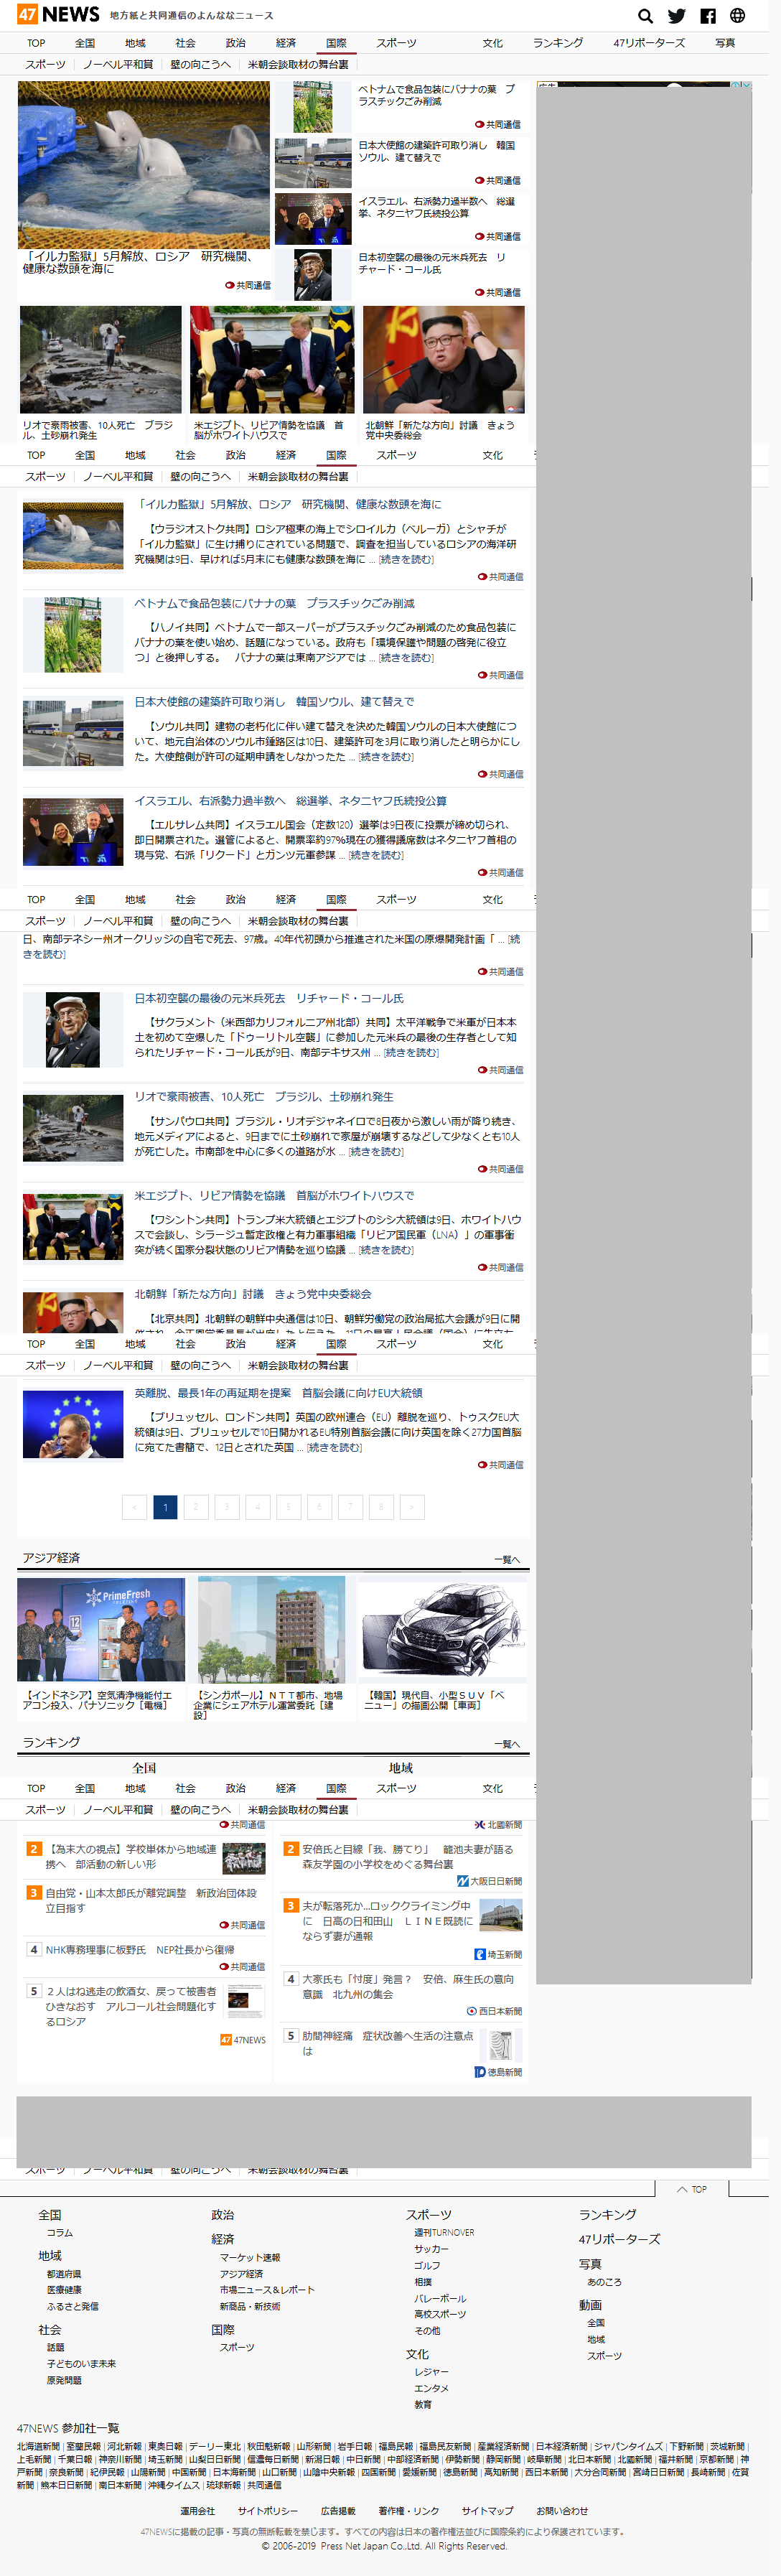 47 NEWS 地方紙と共同通信のよんななニュース
TOP 全国 地域 社会 政治 経済 国際 スポーツ 文化 ランキング 47リポーターズ 写真
スポーツ ノーベル平和賞 壁の向こうへ 米朝会談取材の舞台裏
「イルカ監獄」5月解放、ロシア　研究機関、
健康な数頭を海に
共同通信
ベトナムで食品包装にバナナの葉　プ
ラスチックごみ削減
共同通信
日本大使館の建築許可取り消し　韓国
ソウル、建て替えで
共同通信
イスラエル、右派勢力過半数へ　総選
挙、ネタニヤフ氏続投公算
共同通信
日本初空襲の最後の元米兵死去　リ
チャード・コール氏
共同通信
リオで豪雨被害、10人死亡　ブラジ
ル、土砂崩れ発生
米エジプト、リビア情勢を協議　首
脳がホワイトハウスで
北朝鮮「新たな方向」討議　きょう
党中央委総会
TOP 全国 地域 社会 政治 経済 国際 スポーツ 文化
スポーツ ノーベル平和賞 壁の向こうへ 米朝会談取材の舞台裏
「イルカ監獄」5月解放、ロシア　研究機関、健康な数頭を海に
【ウラジオストク共同】ロシア極東の海上でシロイルカ（ベルーガ）とシャチが
「イルカ監獄」に生け捕りにされている問題で、調査を担当しているロシアの海洋研
究機関は9日、早ければ5月末にも健康な数頭を海に ... [続きを読む]
共同通信
ベトナムで食品包装にバナナの葉　プラスチックごみ削減
【ハノイ共同】ベトナムで一部スーパーがプラスチックごみ削減のため食品包装に
バナナの葉を使い始め、話題になっている。政府も「環境保護や問題の啓発に役立
つ」と後押しする。　バナナの葉は東南アジアでは ... [続きを読む]
共同通信
日本大使館の建築許可取り消し　韓国ソウル、建て替えで
【ソウル共同】建物の老朽化に伴い建て替えを決めた韓国ソウルの日本大使館につ
いて、地元自治体のソウル市鍾路区は10日、建築許可を3月に取り消したと明らかにし
た。大使館側が許可の延期申請をしなかったた ... [続きを読む]
共同通信
イスラエル、右派勢力過半数へ　総選挙、ネタニヤフ氏続投公算
【エルサレム共同】イスラエル国会（定数120）選挙は9日夜に投票が締め切られ、
即日開票された。選管によると、開票率約97％現在の獲得議席数はネタニヤフ首相の
現与党、右派「リクード」とガンツ元軍参謀 ... [続きを読む]
共同通信
TOP 全国 地域 社会 政治 経済 国際 スポーツ 文化
スポーツ ノーベル平和賞 壁の向こうへ 米朝会談取材の舞台裏
日、南部テネシー州オークリッジの自宅で死去、97歳。40年代初頭から推進された米国の原爆開発計画「 ... [続
きを読む]
共同通信
日本初空襲の最後の元米兵死去　リチャード・コール氏
【サクラメント（米西部カリフォルニア州北部）共同】太平洋戦争で米軍が日本本
土を初めて空爆した「ドゥーリトル空襲」に参加した元米兵の最後の生存者として知
られたリチャード・コール氏が9日、南部テキサス州 ... [続きを読む]
共同通信
リオで豪雨被害、10人死亡　ブラジル、土砂崩れ発生
【サンパウロ共同】ブラジル・リオデジャネイロで8日夜から激しい雨が降り続き、
地元メディアによると、9日までに土砂崩れで家屋が崩壊するなどして少なくとも10人
が死亡した。市南部を中心に多くの道路が水 ... [続きを読む]
共同通信
米エジプト、リビア情勢を協議　首脳がホワイトハウスで
【ワシントン共同】トランプ米大統領とエジプトのシシ大統領は9日、ホワイトハウ
スで会談し、シラージュ暫定政権と有力軍事組織「リビア国民軍（LNA）」の軍事衝
突が続く国家分裂状態のリビア情勢を巡り協議 ... [続きを読む]
共同通信
北朝鮮「新たな方向」討議　きょう党中央委総会
【北京共同】北朝鮮の朝鮮中央通信は10日、朝鮮労働党の政治局拡大会議が9日に開
TOP 全国 地域 社会 政治 経済 国際 スポーツ 文化
スポーツ ノーベル平和賞 壁の向こうへ 米朝会談取材の舞台裏
英離脱、最長1年の再延期を提案　首脳会議に向けEU大統領
【ブリュッセル、ロンドン共同】英国の欧州連合（EU）離脱を巡り、トゥスクEU大
統領は9日、ブリュッセルで10日開かれるEU特別首脳会議に向け英国を除く27カ国首脳
に宛てた書簡で、12日とされた英国 ... [続きを読む]
共同通信
« 1 2 3 4 5 6 7 8 »
アジア経済 一覧へ
PrimeFresh
12
【インドネシア】空気清浄機能付エ
アコン投入、パナソニック［電機］
【シンガポール】ＮＴＴ都市、地場
企業にシェアホテル運営委託［建
設］
【韓国】現代自、小型ＳＵＶ「ベ
ニュー」の描画公開［車両］
ランキング 一覧へ
全国 地域
TOP 全国 地域 社会 政治 経済 国際 スポーツ 文化
スポーツ ノーベル平和賞 壁の向こうへ 米朝会談取材の舞台裏
共同通信
2 【為末大の視点】学校単体から地域連
携へ　部活動の新しい形
3 自由党・山本太郎氏が離党調整　新政治団体設
立目指す
共同通信
4 NHK専務理事に板野氏　NEP社長から復帰
共同通信
5 ２人はね逃走の飲酒女、戻って被害者
ひきなおす　アルコール社会問題化す
るロシア
47 47NEWS
北國新聞
2 安倍氏と目線「我、勝てり」　籠池夫妻が語る
森友学園の小学校をめぐる舞台裏
大阪日日新聞
3 夫が転落死か…ロッククライミング中
に　日高の日和田山　ＬＩＮＥ既読に
ならず妻が通報
埼玉新聞
4 大家氏も「忖度」発言？　安倍、麻生氏の意向
意識　北九州の集会
西日本新聞
5 肋間神経痛　症状改善へ生活の注意点
は
徳島新聞
スポーツ ノーベル平和賞 壁の向こうへ 米朝会談取材の舞台裏
TOP
全国
コラム
地域
都道府県
医療健康
ふるさと発信
社会
話題
子どものいま未来
原発問題
政治
経済
マーケット速報
アジア経済
市場ニュース＆レポート
新商品・新技術
国際
スポーツ
スポーツ
週刊TURNOVER
サッカー
ゴルフ
相撲
バレーボール
高校スポーツ
その他
文化
レジャー
エンタメ
教育
ランキング
47リポーターズ
写真
あのころ
動画
全国
地域
スポーツ
47NEWS 参加社一覧
北海道新聞 | 室蘭民報 | 河北新報 | 東奥日報 | デーリー東北 | 秋田魁新報 | 山形新聞 | 岩手日報 | 福島民報 | 福島民友新聞 | 産業経済新聞 | 日本経済新聞 | ジャパンタイムズ | 下野新聞 | 茨城新聞 |
上毛新聞 | 千葉日報 | 神奈川新聞 | 埼玉新聞 | 山梨日日新聞 | 信濃毎日新聞 | 新潟日報 | 中日新聞 | 中部経済新聞 | 伊勢新聞 | 静岡新聞 | 岐阜新聞 | 北日本新聞 | 北國新聞 | 福井新聞 | 京都新聞 | 神
戸新聞 | 奈良新聞 | 紀伊民報 | 山陽新聞 | 中国新聞 | 日本海新聞 | 山口新聞 | 山陰中央新報 | 四国新聞 | 愛媛新聞 | 徳島新聞 | 高知新聞 | 西日本新聞 | 大分合同新聞 | 宮崎日日新聞 | 長崎新聞 | 佐賀
新聞 | 熊本日日新聞 | 南日本新聞 | 沖縄タイムス | 琉球新報 | 共同通信
運用会社 サイトポリシー 広告掲載 著作権・リンク サイトマップ お問い合わせ
47NEWSに掲載の記事・写真の無断転載を禁じます。すべての内容は日本の著作権法並びに国際条約により保護されています。
© 2006-2019 Press Net Japan Co.,Ltd. All Rights Reserved.